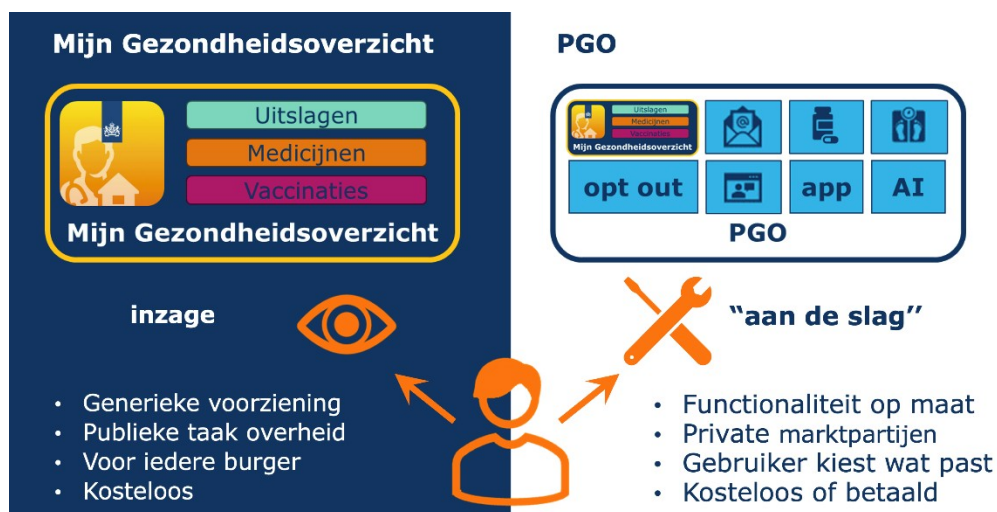 Mijn Gezondheidsoverzicht
Uitslagen
Medicijnen
Vaccinaties
Mijn Gezondheidsoverzicht
inzage
• Generieke voorziening
• Publieke taak overheid
• Voor iedere burger
• Kosteloos
PGO
Uitslagen
Medicijnen
Vaccinaties
Mijn Gezondheidsoverzicht
@
opt out
app
AI
PGO
“aan de slag’’
• Functionaliteit op maat
• Private marktpartijen
• Gebruiker kiest wat past
• Kosteloos of betaald